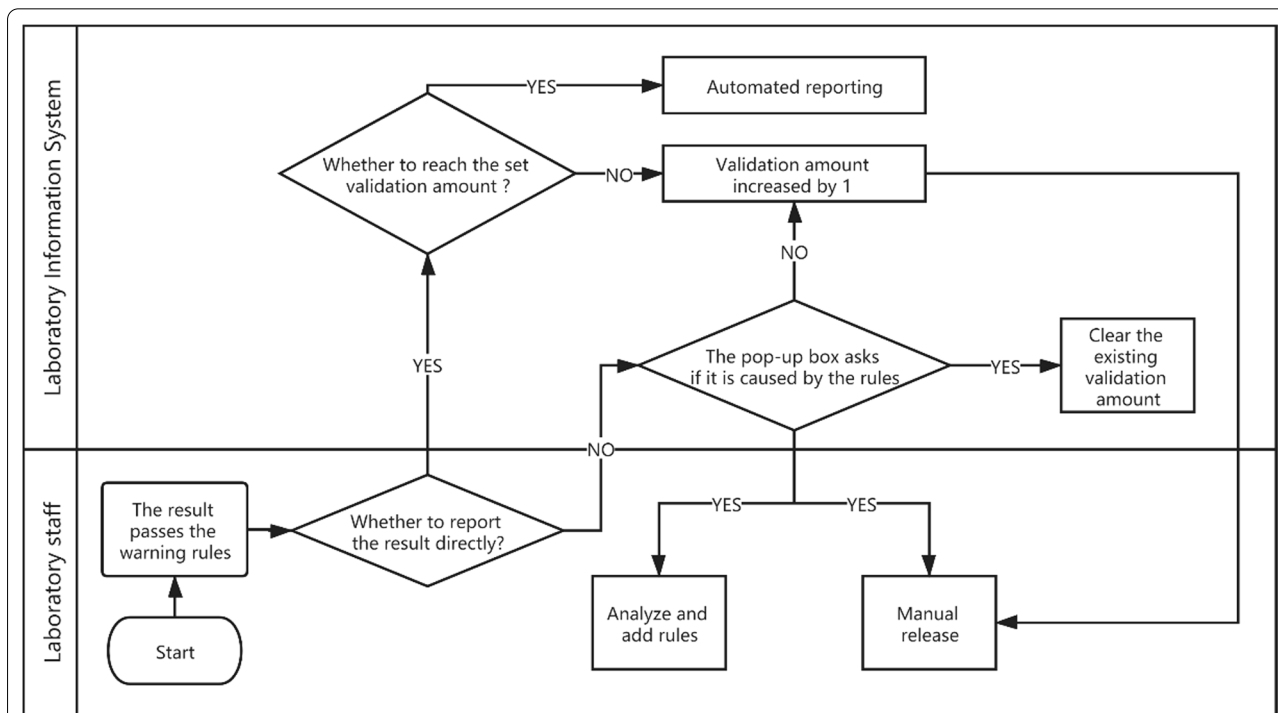 Laboratory Information System
YES
Automated reporting
Whether to reach the set
validation amount ?
NO
Validation amount
increased by 1
NO
YES
The pop-up box asks
if it is caused by the rules
YES
Clear the
existing
validation
amount
Laboratory staff
NO
The result
passes the
warning rules
Whether to report
the result directly?
YES
YES
Analyze and
add rules
Manual
release
Start